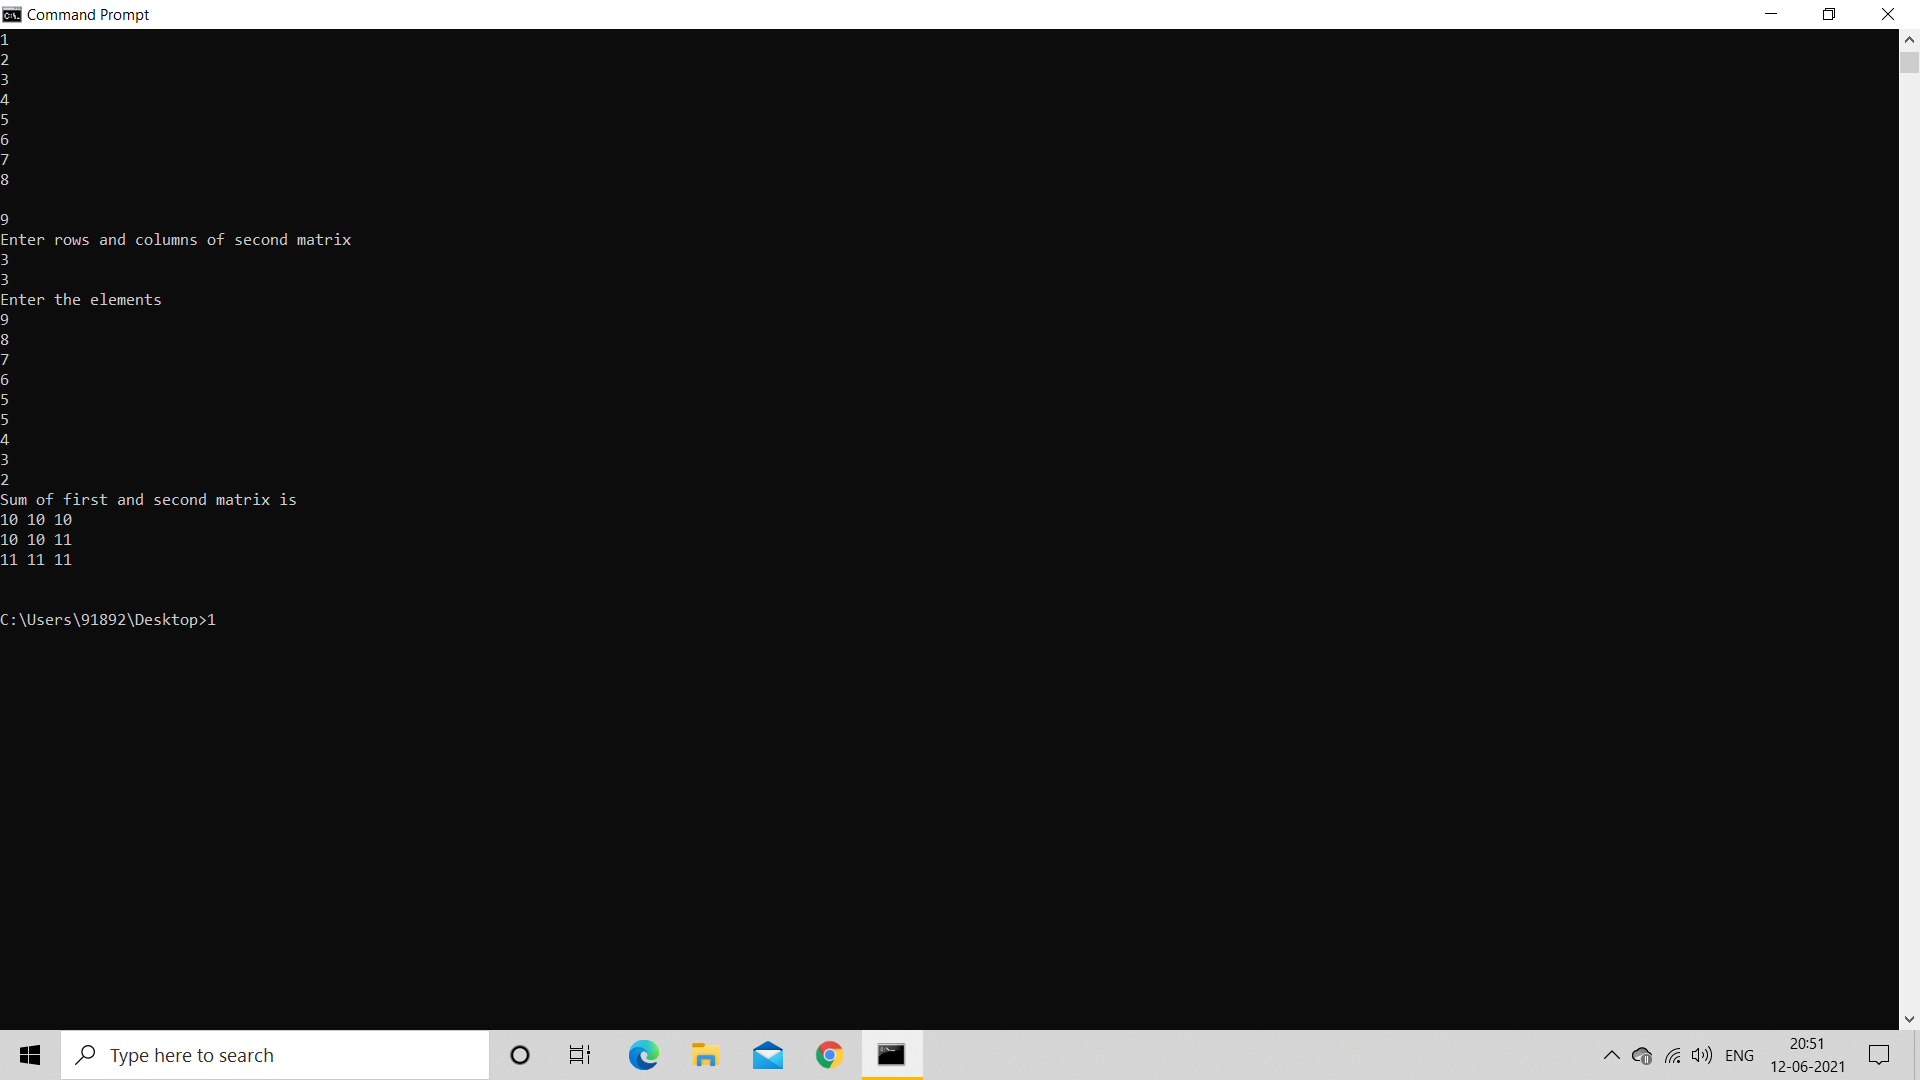 Command Prompt
1
2
3
4
5
6
7
8
9
Enter rows and columns of second matrix
3
3
Enter the elements
9
8
7
6
5
5
4
3
2
Sum of first and second matrix is
10 10 10
10 10 11
11 11 11
C:\Users\91892\Desktop>1
Type here to search
ENG
20:51
12-06-2021